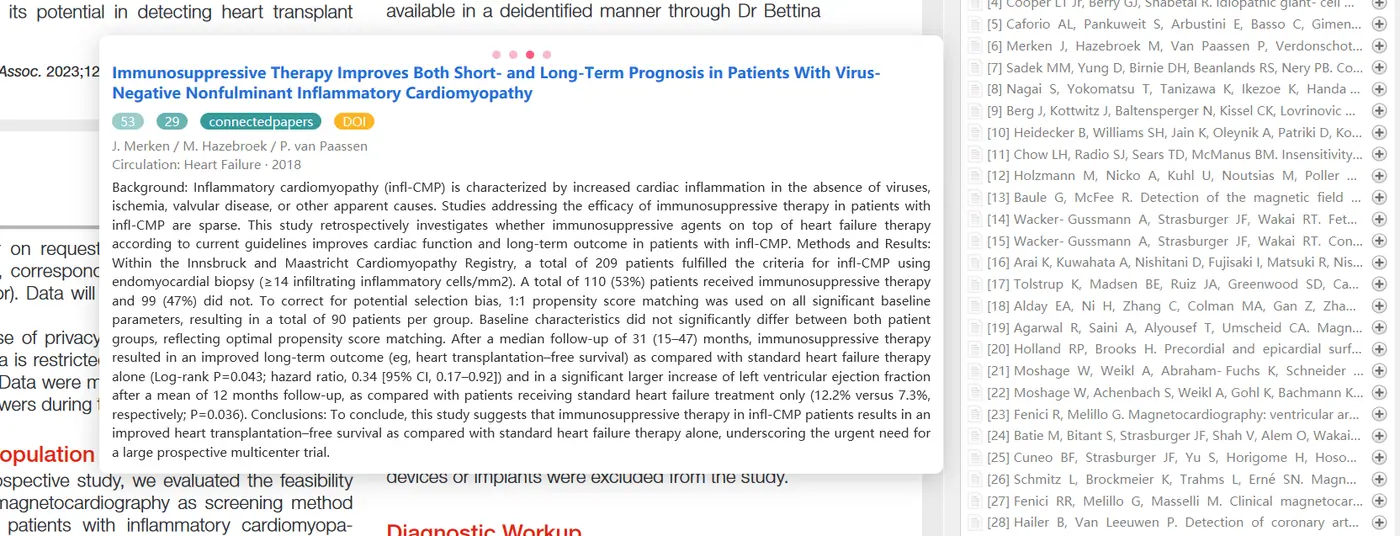 its potential in detecting heart transplant
Assoc. 2023;12
on request
, correspond
or). Data will
se of privacy
a is restricted
Data were m
wers during
opulation
ospective study, we evaluated the feasibility
magnetocardiography as screening method
patients with inflammatory cardiomyopa-
available in a deidentified manner through Dr Bettina
Immunosuppressive Therapy Improves Both Short- and Long-Term Prognosis in Patients With Virus-
Negative Nonfulminant Inflammatory Cardiomyopathy
53 29 connectedpapers DOI
J. Merken / M. Hazebroek / P. van Paassen
Circulation: Heart Failure · 2018
Background: Inflammatory cardiomyopathy (infl-CMP) is characterized by increased cardiac inflammation in the absence of viruses,
ischemia, valvular disease, or other apparent causes. Studies addressing the efficacy of immunosuppressive therapy in patients with
infl-CMP are sparse. This study retrospectively investigates whether immunosuppressive agents on top of heart failure therapy
according to current guidelines improves cardiac function and long-term outcome in patients with infl-CMP. Methods and Results:
Within the Innsbruck and Maastricht Cardiomyopathy Registry, a total of 209 patients fulfilled the criteria for infl-CMP using
endomyocardial biopsy (≥14 infiltrating inflammatory cells/mm2). A total of 110 (53%) patients received immunosuppressive therapy
and 99 (47%) did not. To correct for potential selection bias, 1:1 propensity score matching was used on all significant baseline
parameters, resulting in a total of 90 patients per group. Baseline characteristics did not significantly differ between both patient
groups, reflecting optimal propensity score matching. After a median follow-up of 31 (15–47) months, immunosuppressive therapy
resulted in an improved long-term outcome (eg, heart transplantation–free survival) as compared with standard heart failure therapy
alone (Log-rank P=0.043; hazard ratio, 0.34 [95% CI, 0.17–0.92]) and in a significant larger increase of left ventricular ejection fraction
after a mean of 12 months follow-up, as compared with patients receiving standard heart failure treatment only (12.2% versus 7.3%,
respectively; P=0.036). Conclusions: To conclude, this study suggests that immunosuppressive therapy in infl-CMP patients results in an
improved heart transplantation–free survival as compared with standard heart failure therapy alone, underscoring the urgent need for
a large prospective multicenter trial.
devices or implants were excluded from the study.
Diagnostic Workup
[4] Cooper LT Jr, Berry GJ, Shabetai R. Idiopathic giant- cell ...
[5] Caforio AL, Pankuweit S, Arbustini E, Basso C, Gimen...
[6] Merken J, Hazebroek M, Van Paassen P, Verdonschot...
[7] Sadek MM, Yung D, Birnie DH, Beanlands RS, Nery PB. Co...
[8] Nagai S, Yokomatsu T, Tanizawa K, Ikezoe K, Handa ...
[9] Berg J, Kottwitz J, Baltensperger N, Kissel CK, Lovrinovic ...
[10] Heidecker B, Williams SH, Jain K, Oleynik A, Patriki D, Ko...
[11] Chow LH, Radio SJ, Sears TD, McManus BM. Insensitivity...
[12] Holzmann M, Nicko A, Kuhl U, Noutsias M, Poller ...
[13] Baule G, McFee R. Detection of the magnetic field ...
[14] Wacker- Gussmann A, Strasburger JF, Wakai RT. Fet...
[15] Wacker- Gussmann A, Strasburger JF, Wakai RT. Con...
[16] Arai K, Kuwahata A, Nishitani D, Fujisaki I, Matsuki R, Nis...
[17] Tolstrup K, Madsen BE, Ruiz JA, Greenwood SD, Ca...
[18] Alday EA, Ni H, Zhang C, Colman MA, Gan Z, Zha...
[19] Agarwal R, Saini A, Alyousef T, Umscheid CA. Magn...
[20] Holland RP, Brooks H. Precordial and epicardial surf...
[21] Moshage W, Weikl A, Abraham- Fuchs K, Schneider ...
[22] Moshage W, Achenbach S, Weikl A, Gohl K, Bachmann K...
[23] Fenici R, Melillo G. Magnetocardiography: ventricular ar...
[24] Batie M, Bitant S, Strasburger JF, Shah V, Alem O, Wakai...
[25] Cuneo BF, Strasburger JF, Yu S, Horigome H, Hoso...
[26] Schmitz L, Brockmeier K, Trahms L, Erné SN. Magn...
[27] Fenici RR, Melillo G, Masselli M. Clinical magnetocar...
[28] Hailer B, Van Leeuwen P. Detection of coronary art...